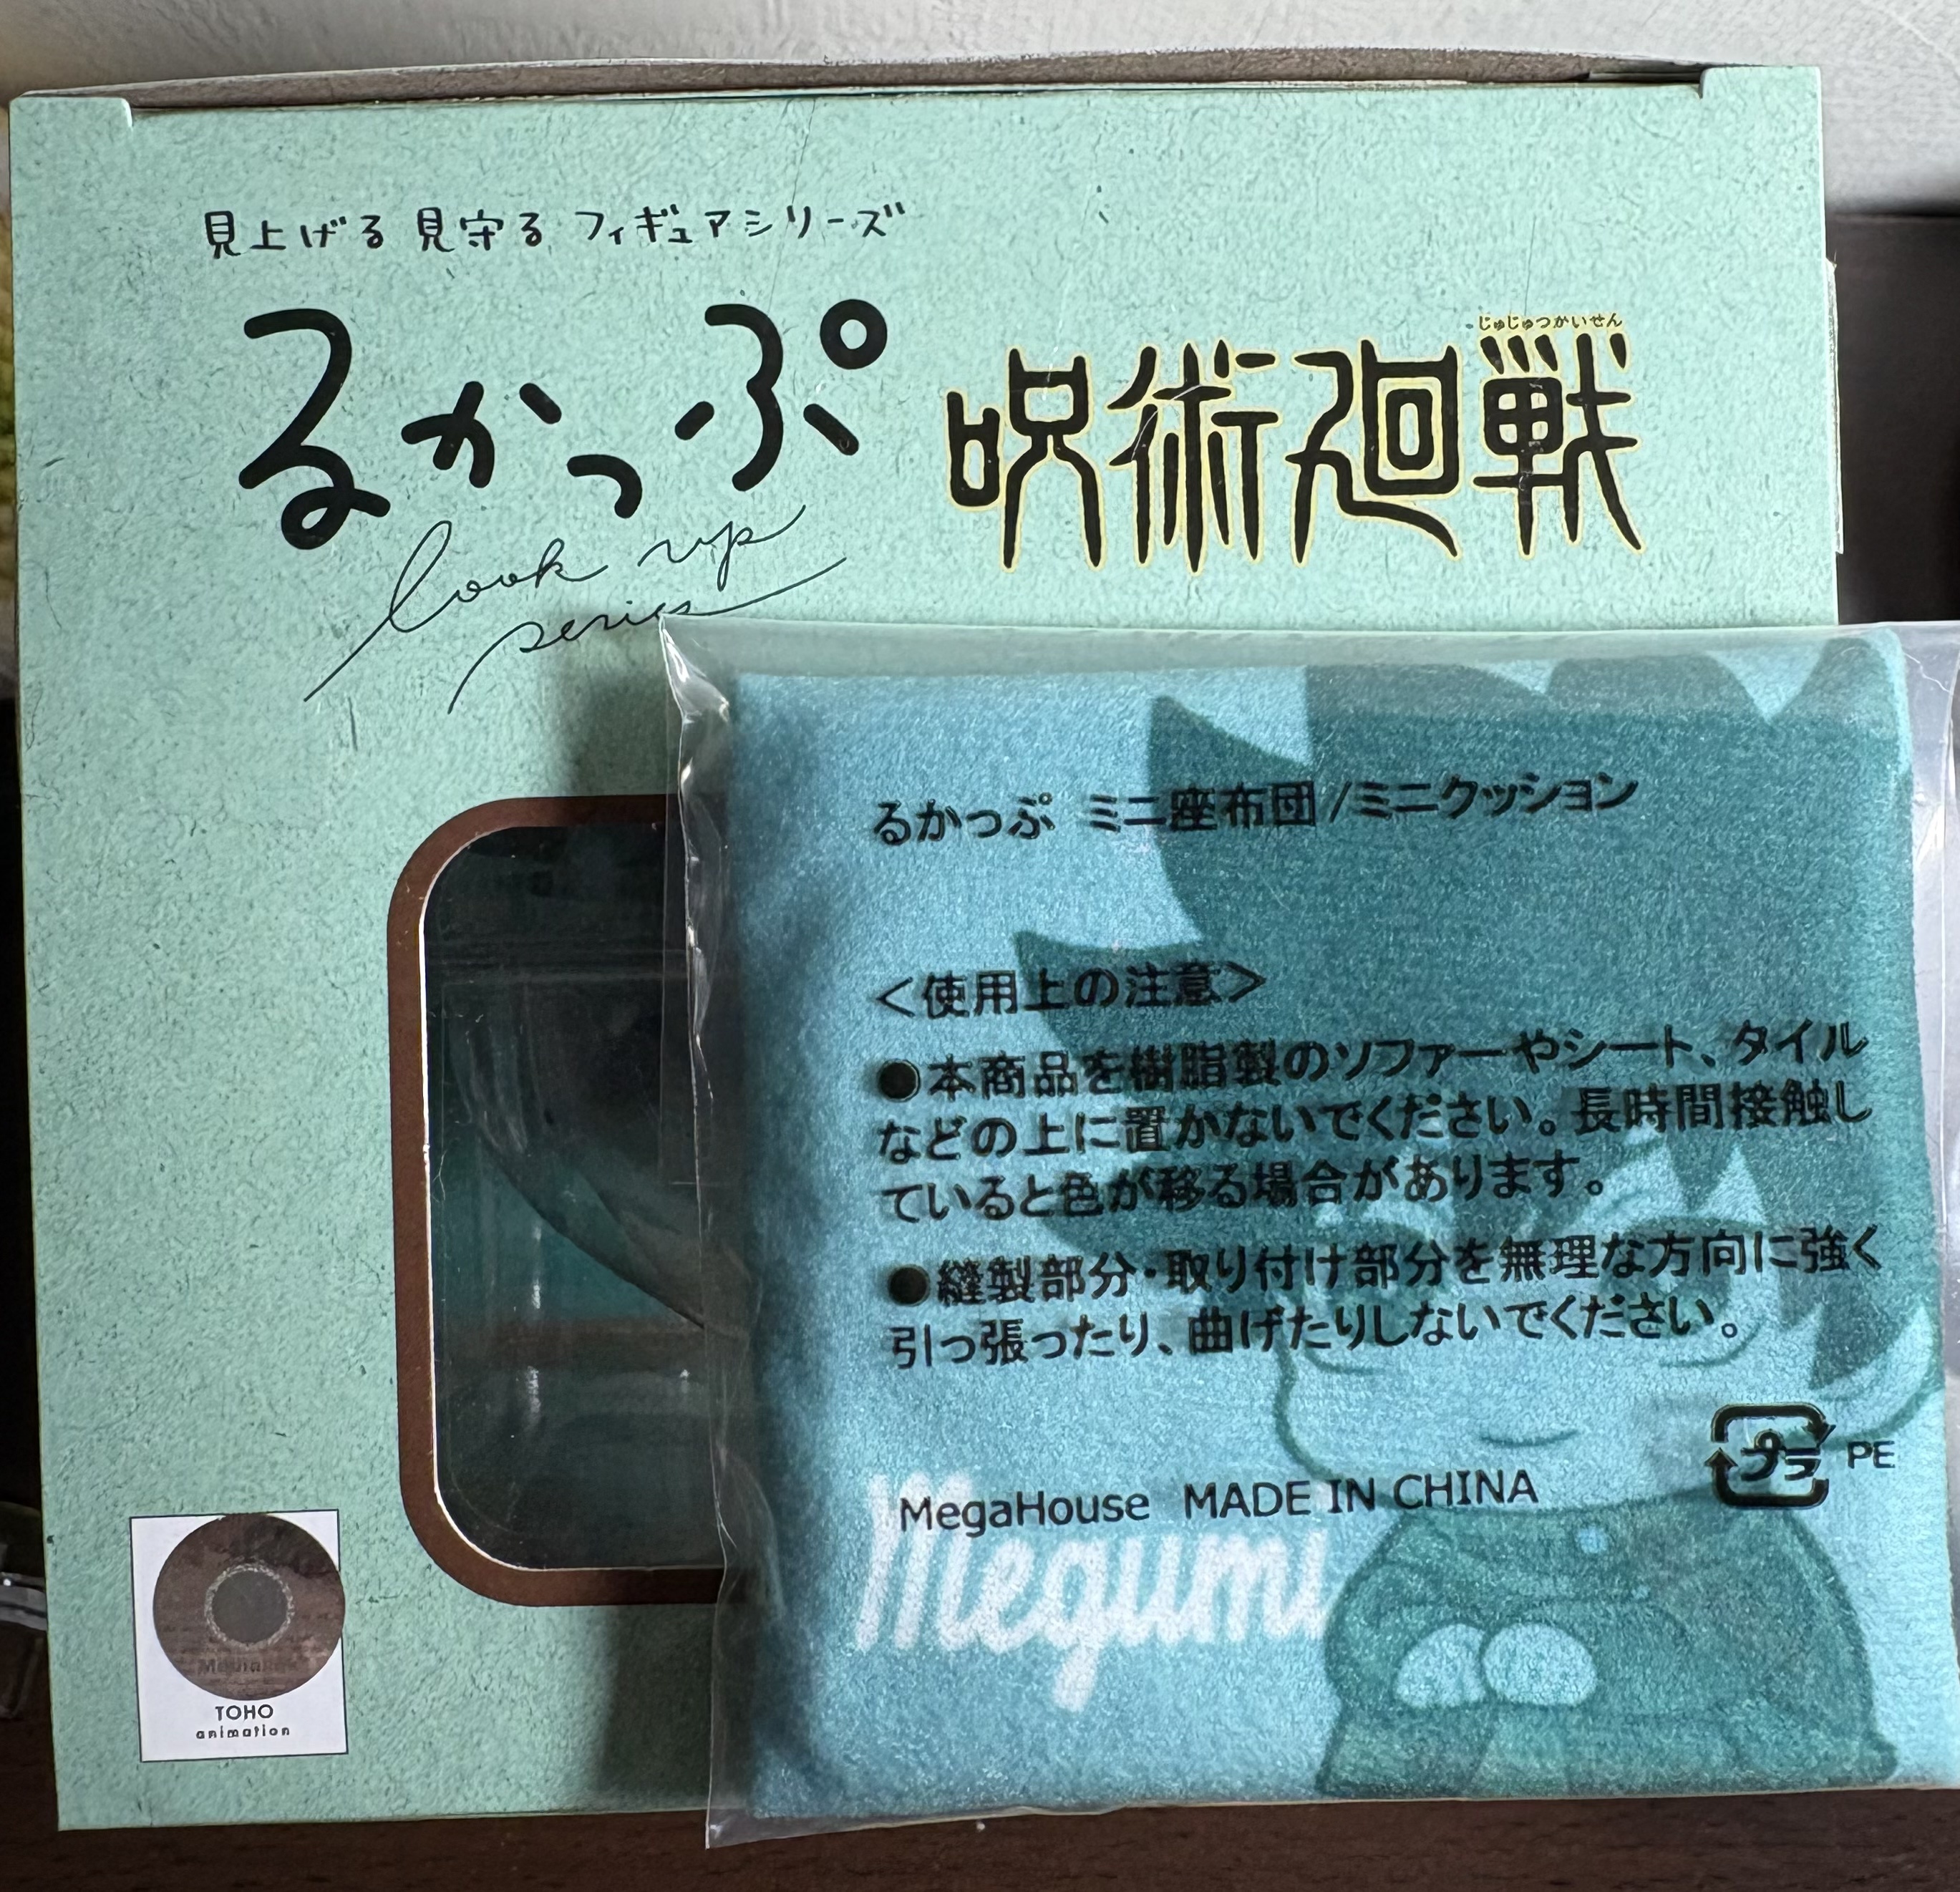 見上げる 見守る フィギュアシリーズ
るかっぷ
look up
series
じゅじゅつかいせん
呪術廻戦
るかっぷ ミニ座布団/ミニクッション
<使用上の注意>
●本商品を樹脂製のソファーやシート、タイル
などの上に置かないでください。長時間接触し
ていると色が移る場合があります。
●縫製部分・取り付け部分を無理な方向に強く
引っ張ったり、曲げたりしないでください。
プラ PE
MegaHouse MADE IN CHINA
Megumi
TOHO
animation